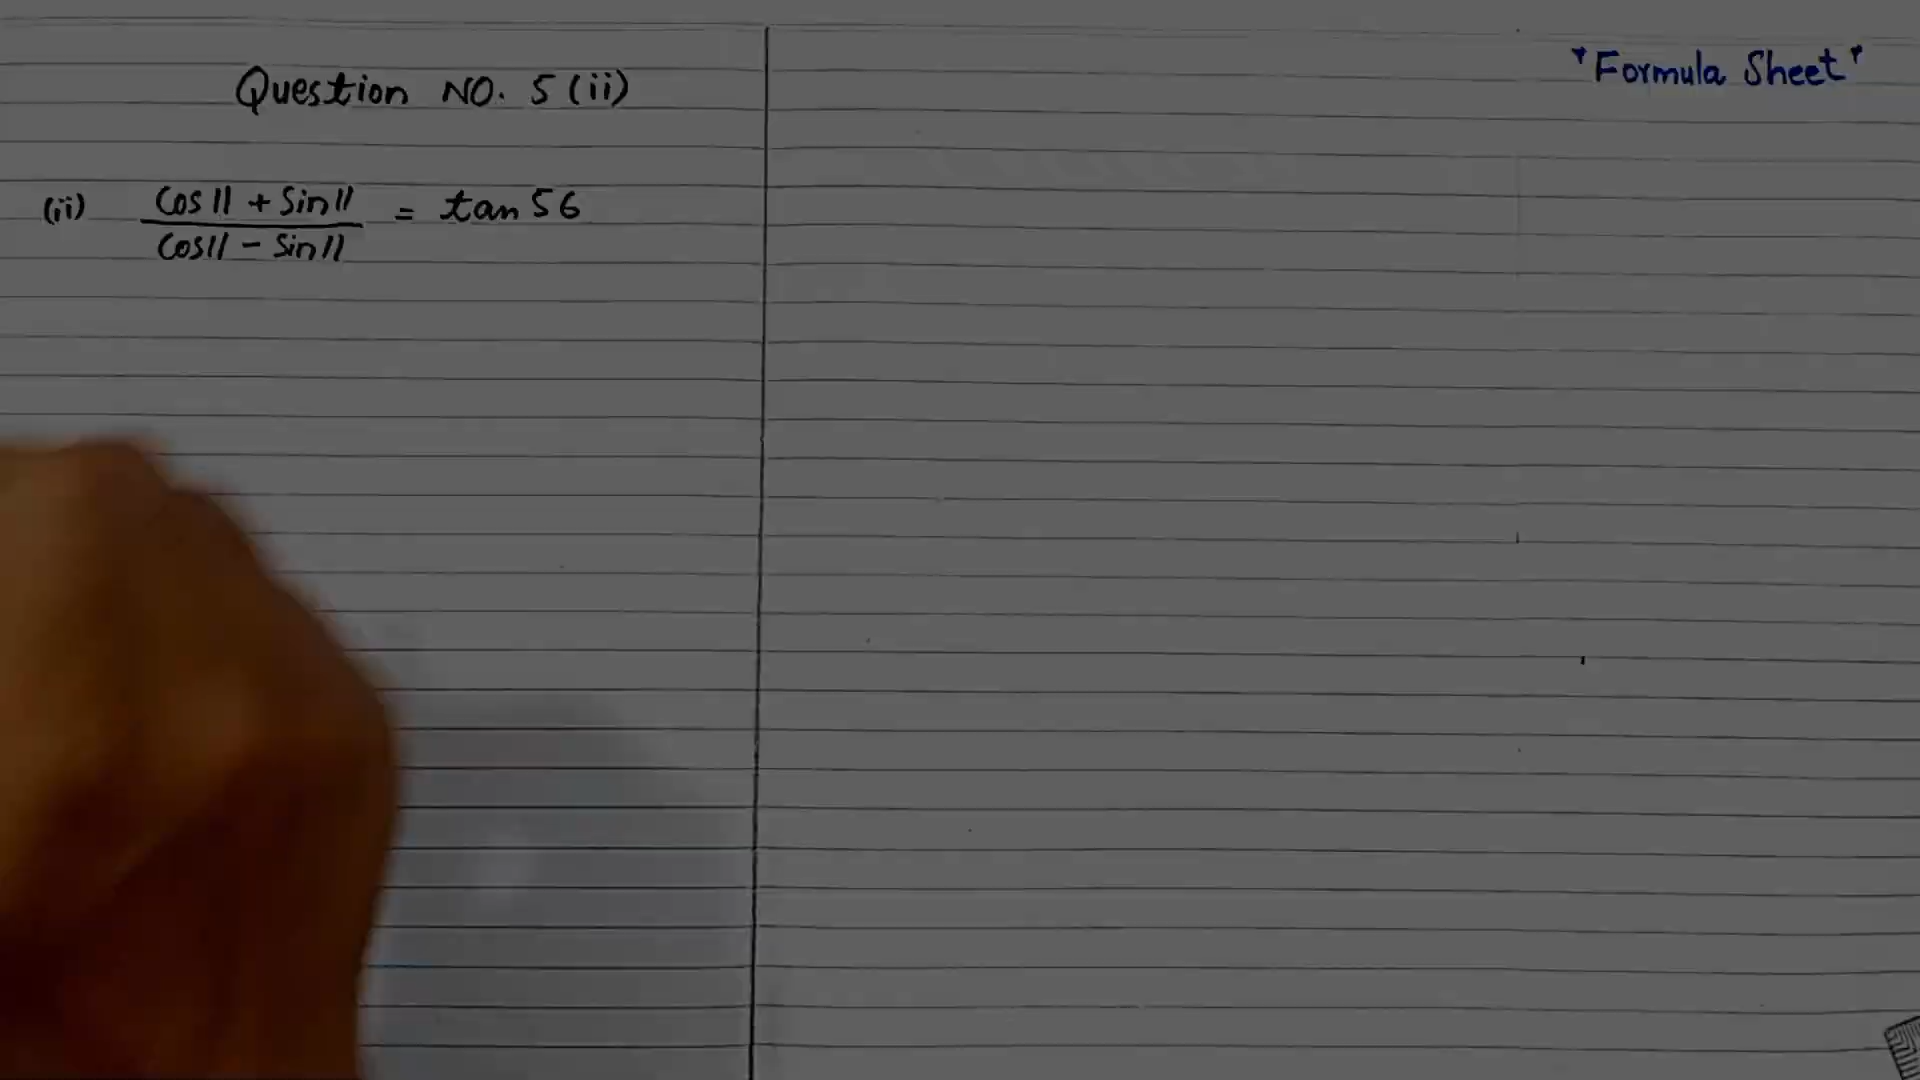 Question NO. 5 (ii)
"Formula Sheet"
(ii) Cos 11 + Sin 11 = tan 56
Cos 11 - Sin 11